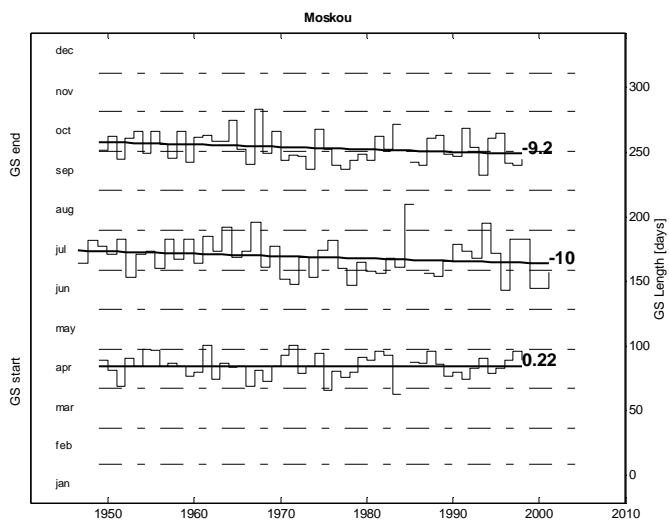 Moskou
dec
nov
oct
sep
aug
jul
jun
may
apr
mar
feb
jan
GS end
GS start
-9.2
-10
0.22
300
250
200
150
100
50
0
GS Length [days]
1950 1960 1970 1980 1990 2000 2010